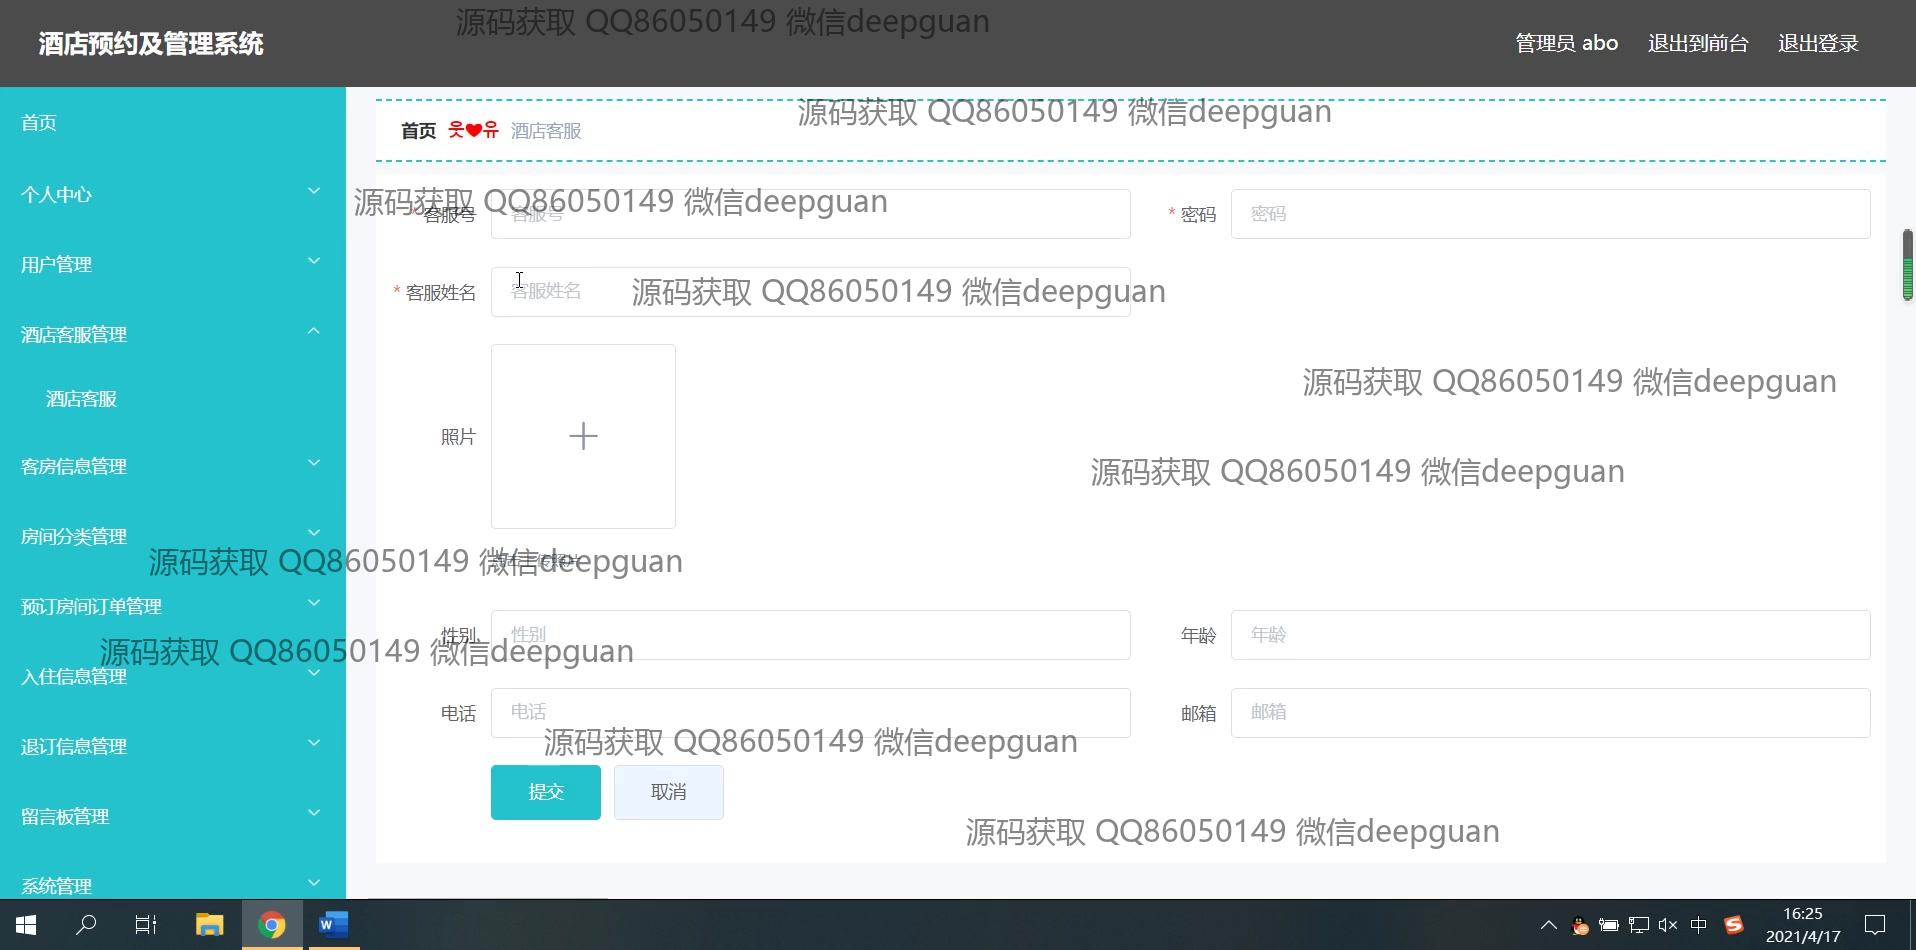 源码获取 QQ86050149 微信deepguan
酒店预约及管理系统
管理员 abo 退出到前台 退出登录
源码获取 QQ86050149 微信deepguan
首页
首页 웃❤유 酒店客服
个人中心
源码获取 QQ86050149 微信deepguan
* 客服号 客服号
* 密码 密码
用户管理
* 客服姓名 客服姓名
源码获取 QQ86050149 微信deepguan
酒店客服管理
酒店客服
源码获取 QQ86050149 微信deepguan
照片
客房信息管理
源码获取 QQ86050149 微信deepguan
房间分类管理
源码获取 QQ86050149 微信deepguan
点击上传照片
预订房间订单管理
性别 性别
年龄 年龄
源码获取 QQ86050149 微信deepguan
入住信息管理
电话 电话
邮箱 邮箱
退订信息管理
源码获取 QQ86050149 微信deepguan
提交 取消
留言板管理
源码获取 QQ86050149 微信deepguan
系统管理
中
16:25
2021/4/17